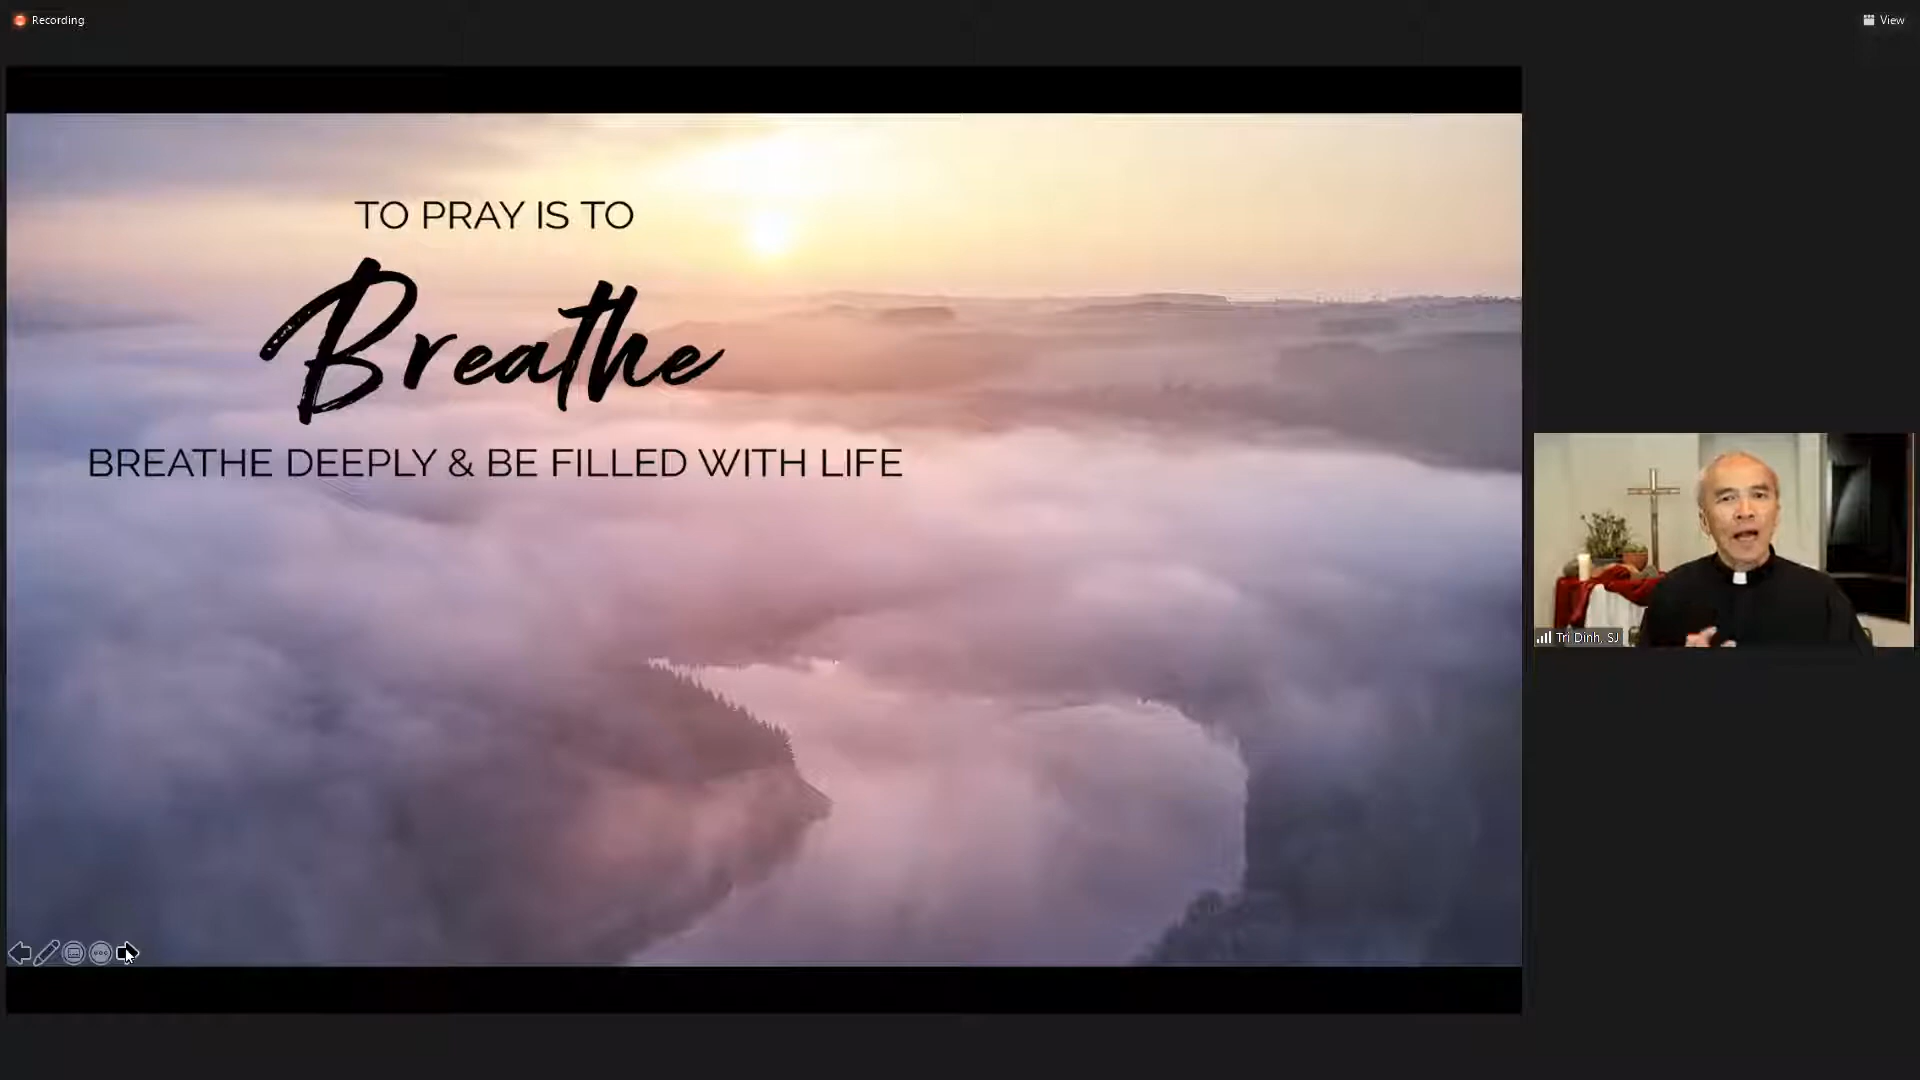 Recording
View
TO PRAY IS TO
Breathe
BREATHE DEEPLY & BE FILLED WITH LIFE
Tri Dinh, SJ